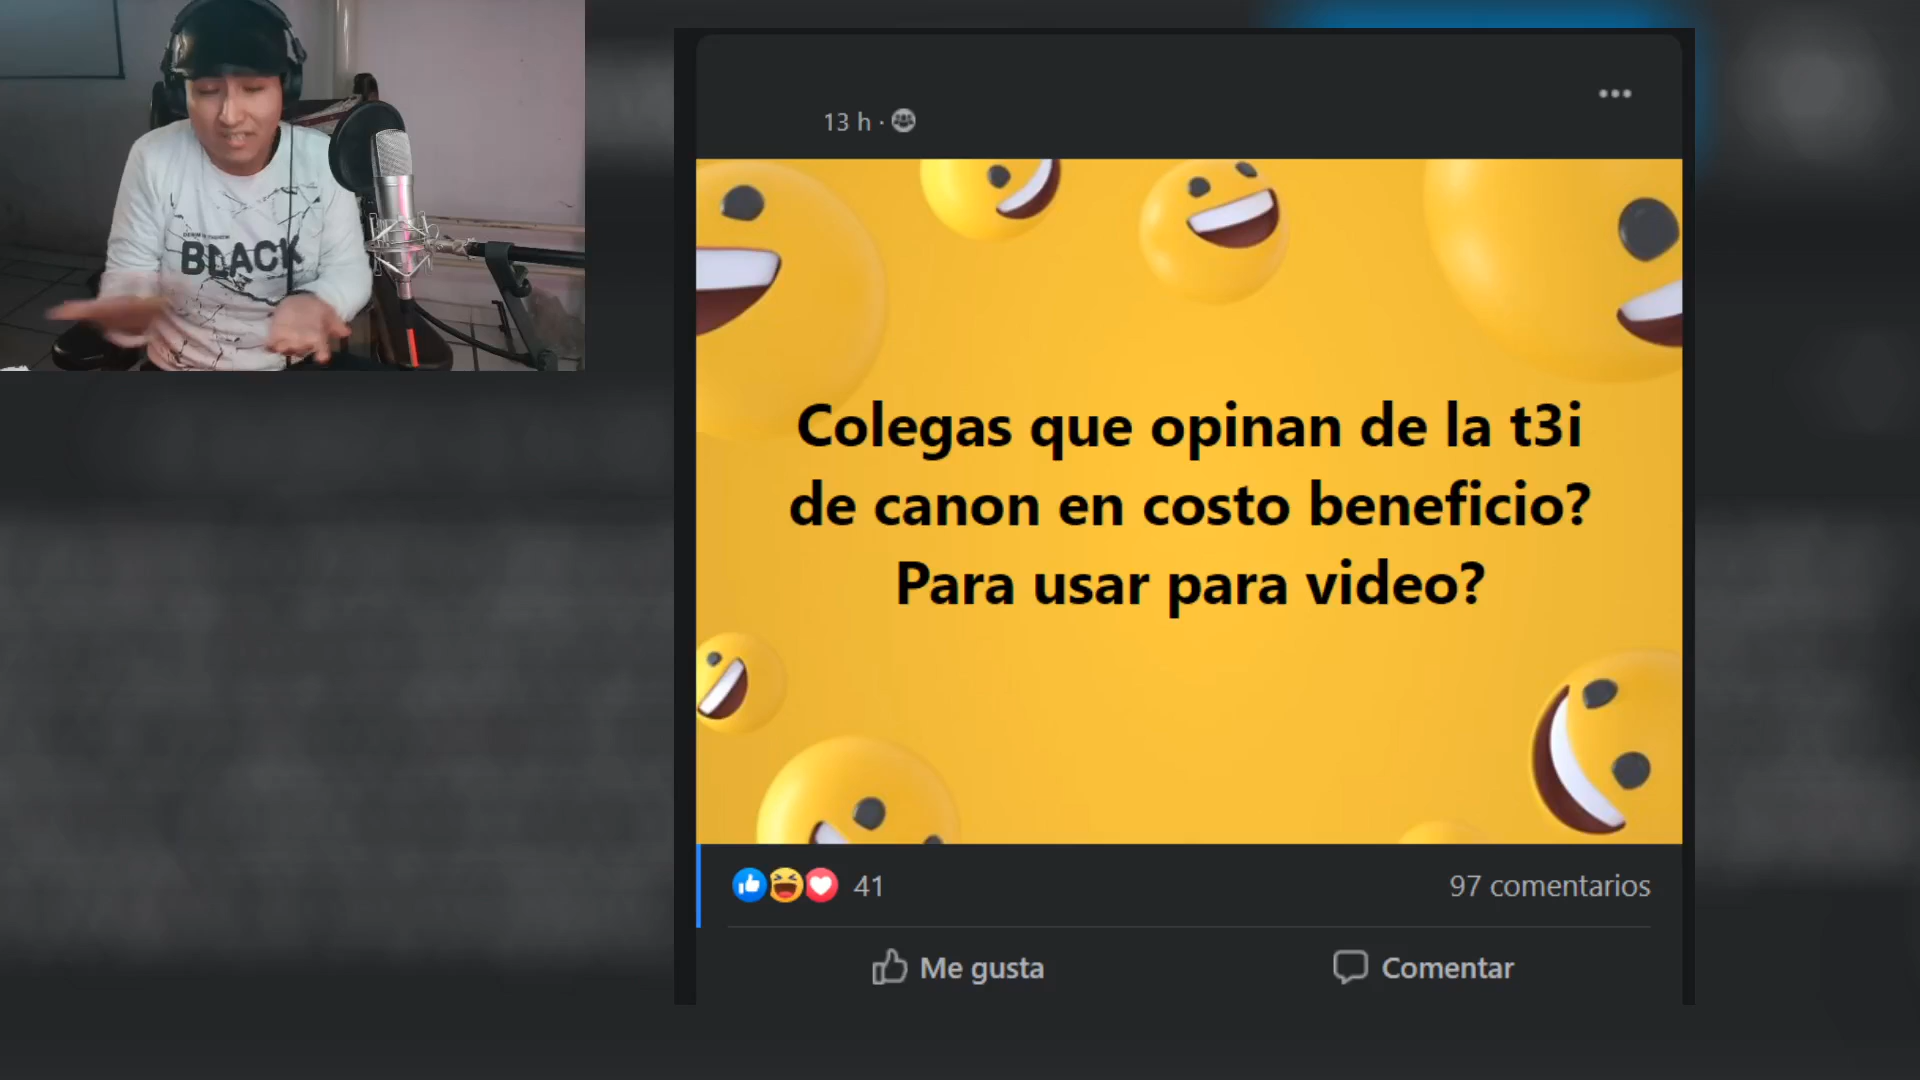 BLACK
13 h ·
Colegas que opinan de la t3i
de canon en costo beneficio?
Para usar para video?
41
97 comentarios
Me gusta
Comentar